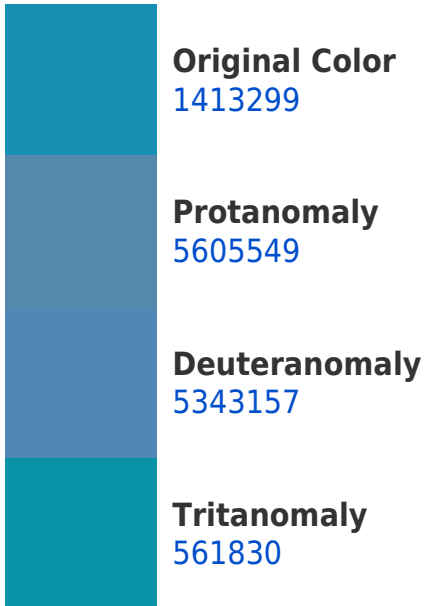 Original Color
1413299
Protanomaly
5605549
Deuteranomaly
5343157
Tritanomaly
561830